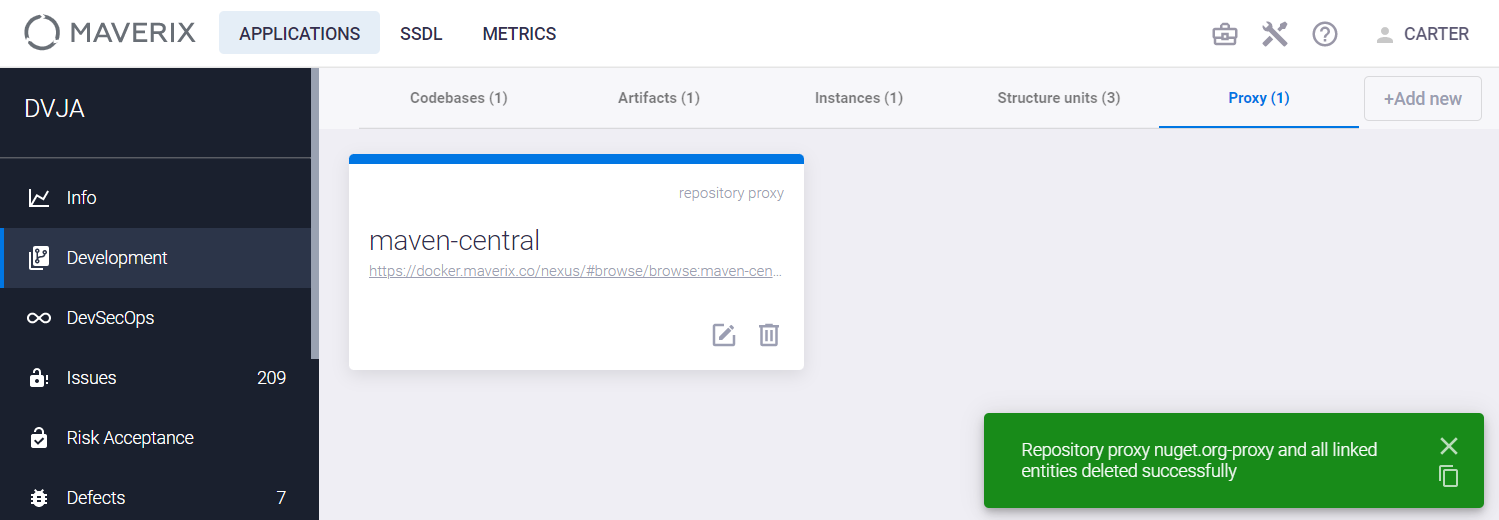 MAVERIX
APPLICATIONS
SSDL
METRICS
CARTER
DVJA
Info
Development
DevSecOps
Issues 209
Risk Acceptance
Defects 7
Codebases (1)
Artifacts (1)
Instances (1)
Structure units (3)
Proxy (1)
+Add new
repository proxy
maven-central
https://docker.maverix.co/nexus/#browse/browse:maven-cen...
Repository proxy nuget.org-proxy and all linked
entities deleted successfully